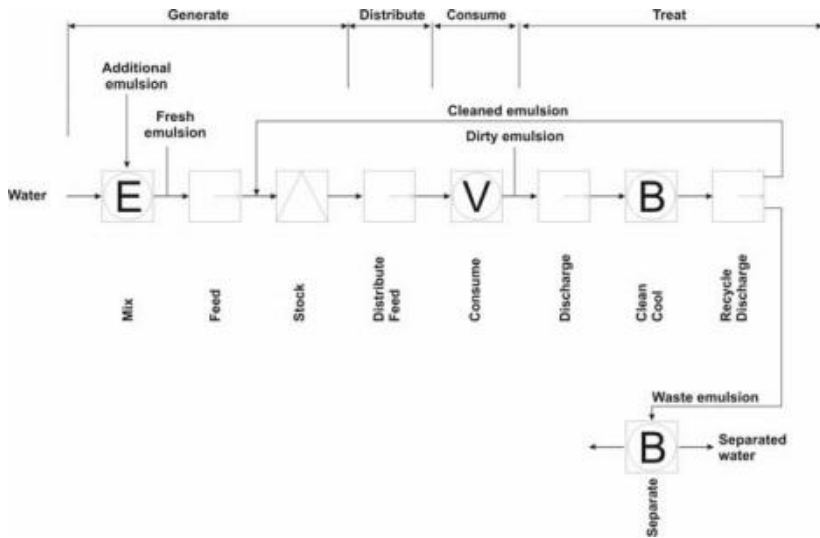 Generate
Distribute
Consume
Treat
Additional
emulsion
Fresh
emulsion
Cleaned emulsion
Dirty emulsion
Water
E
V
B
Mix
Feed
Stock
Distribute
Feed
Consume
Discharge
Clean
Cool
Recycle
Discharge
Waste emulsion
B
Separated
water
Separate